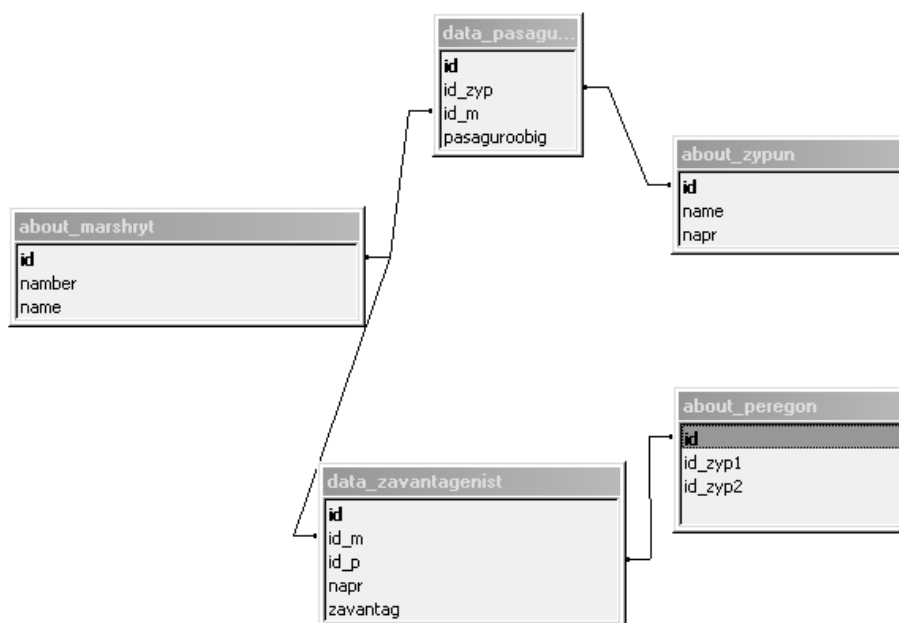 data_pasagu...
id
id_zyp
id_m
pasaguroobig
about_zypun
id
name
napr
about_marshryt
id
namber
name
about_peregon
id
id_zyp1
id_zyp2
data_zavantagenist
id
id_m
id_p
napr
zavantag